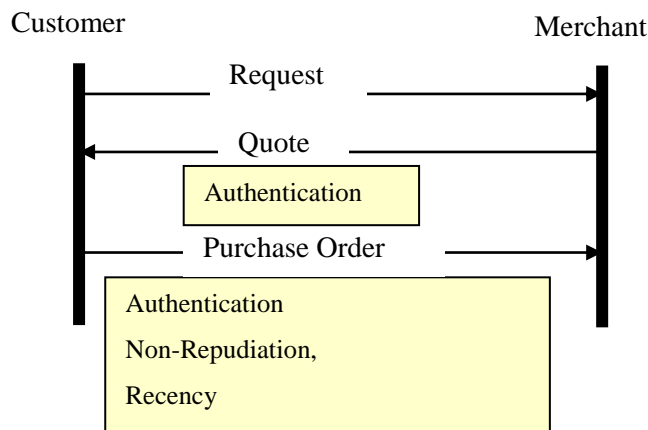 Customer
Merchant
Request
Quote
Authentication
Purchase Order
Authentication
Non-Repudiation,
Recency